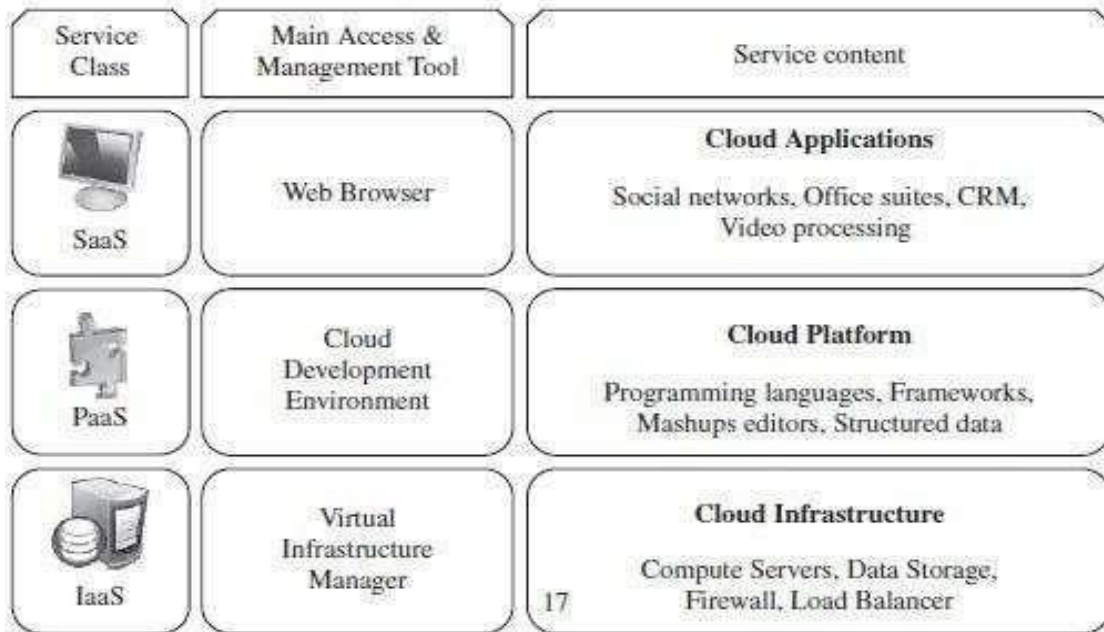 Service
Class
Main Access &
Management Tool
Service content
SaaS
Web Browser
Cloud Applications
Social networks, Office suites, CRM,
Video processing
PaaS
Cloud
Development
Environment
Cloud Platform
Programming languages, Frameworks,
Mashups editors, Structured data
IaaS
Virtual
Infrastructure
Manager
17
Cloud Infrastructure
Compute Servers, Data Storage,
Firewall, Load Balancer